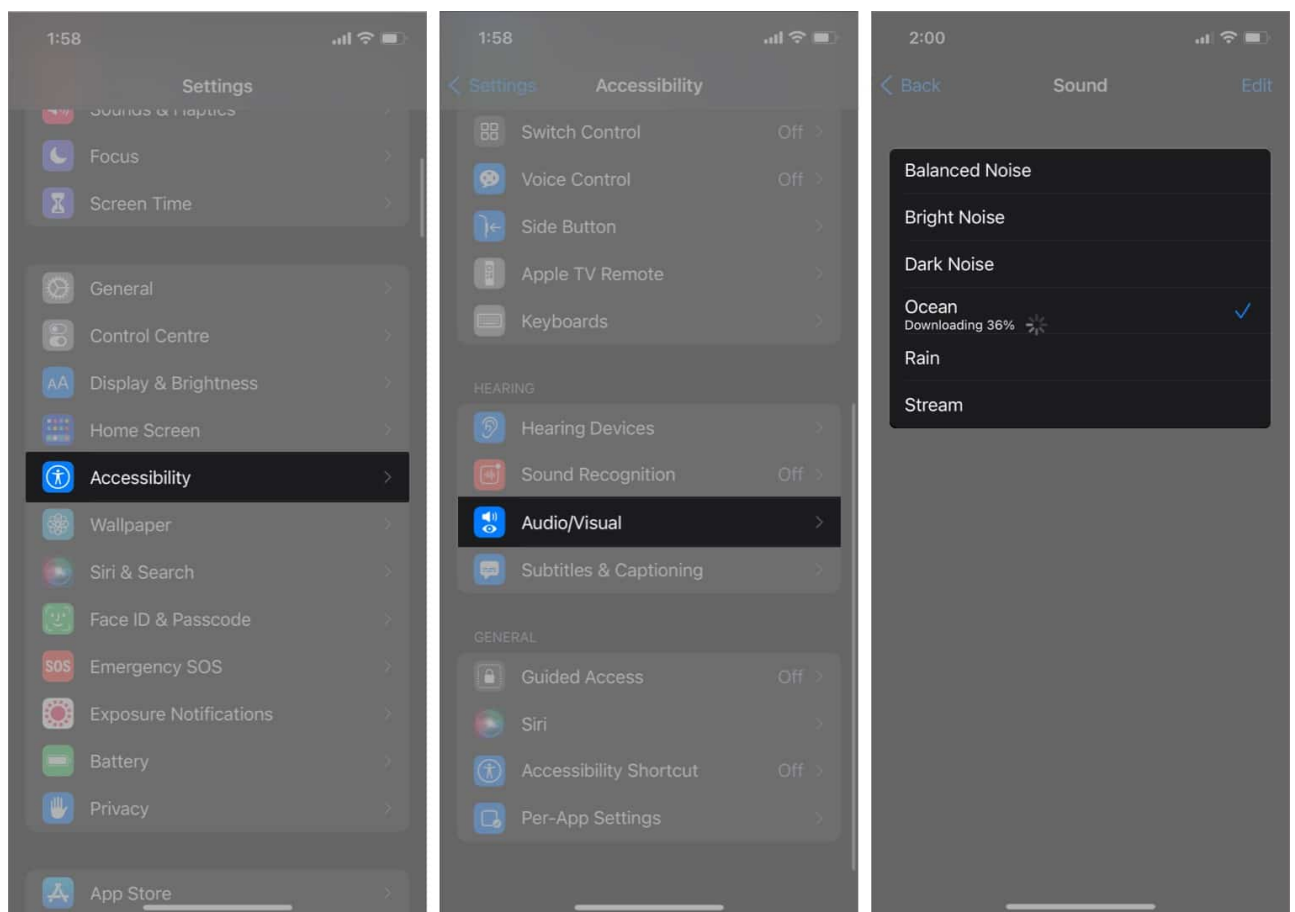 1:58
Settings
Sounds & Haptics
Focus
Screen Time
General
Control Centre
AA Display & Brightness
Home Screen
Accessibility
Wallpaper
Siri & Search
Face ID & Passcode
SOS Emergency SOS
Exposure Notifications
Battery
Privacy
App Store
1:58
Settings Accessibility
Switch Control Off
Voice Control Off
Side Button
Apple TV Remote
Keyboards
HEARING
Hearing Devices
Sound Recognition Off
Audio/Visual
Subtitles & Captioning
GENERAL
Guided Access Off
Siri
Accessibility Shortcut Off
Per-App Settings
2:00
Back Sound Edit
Balanced Noise
Bright Noise
Dark Noise
Ocean
Downloading 36%
Rain
Stream